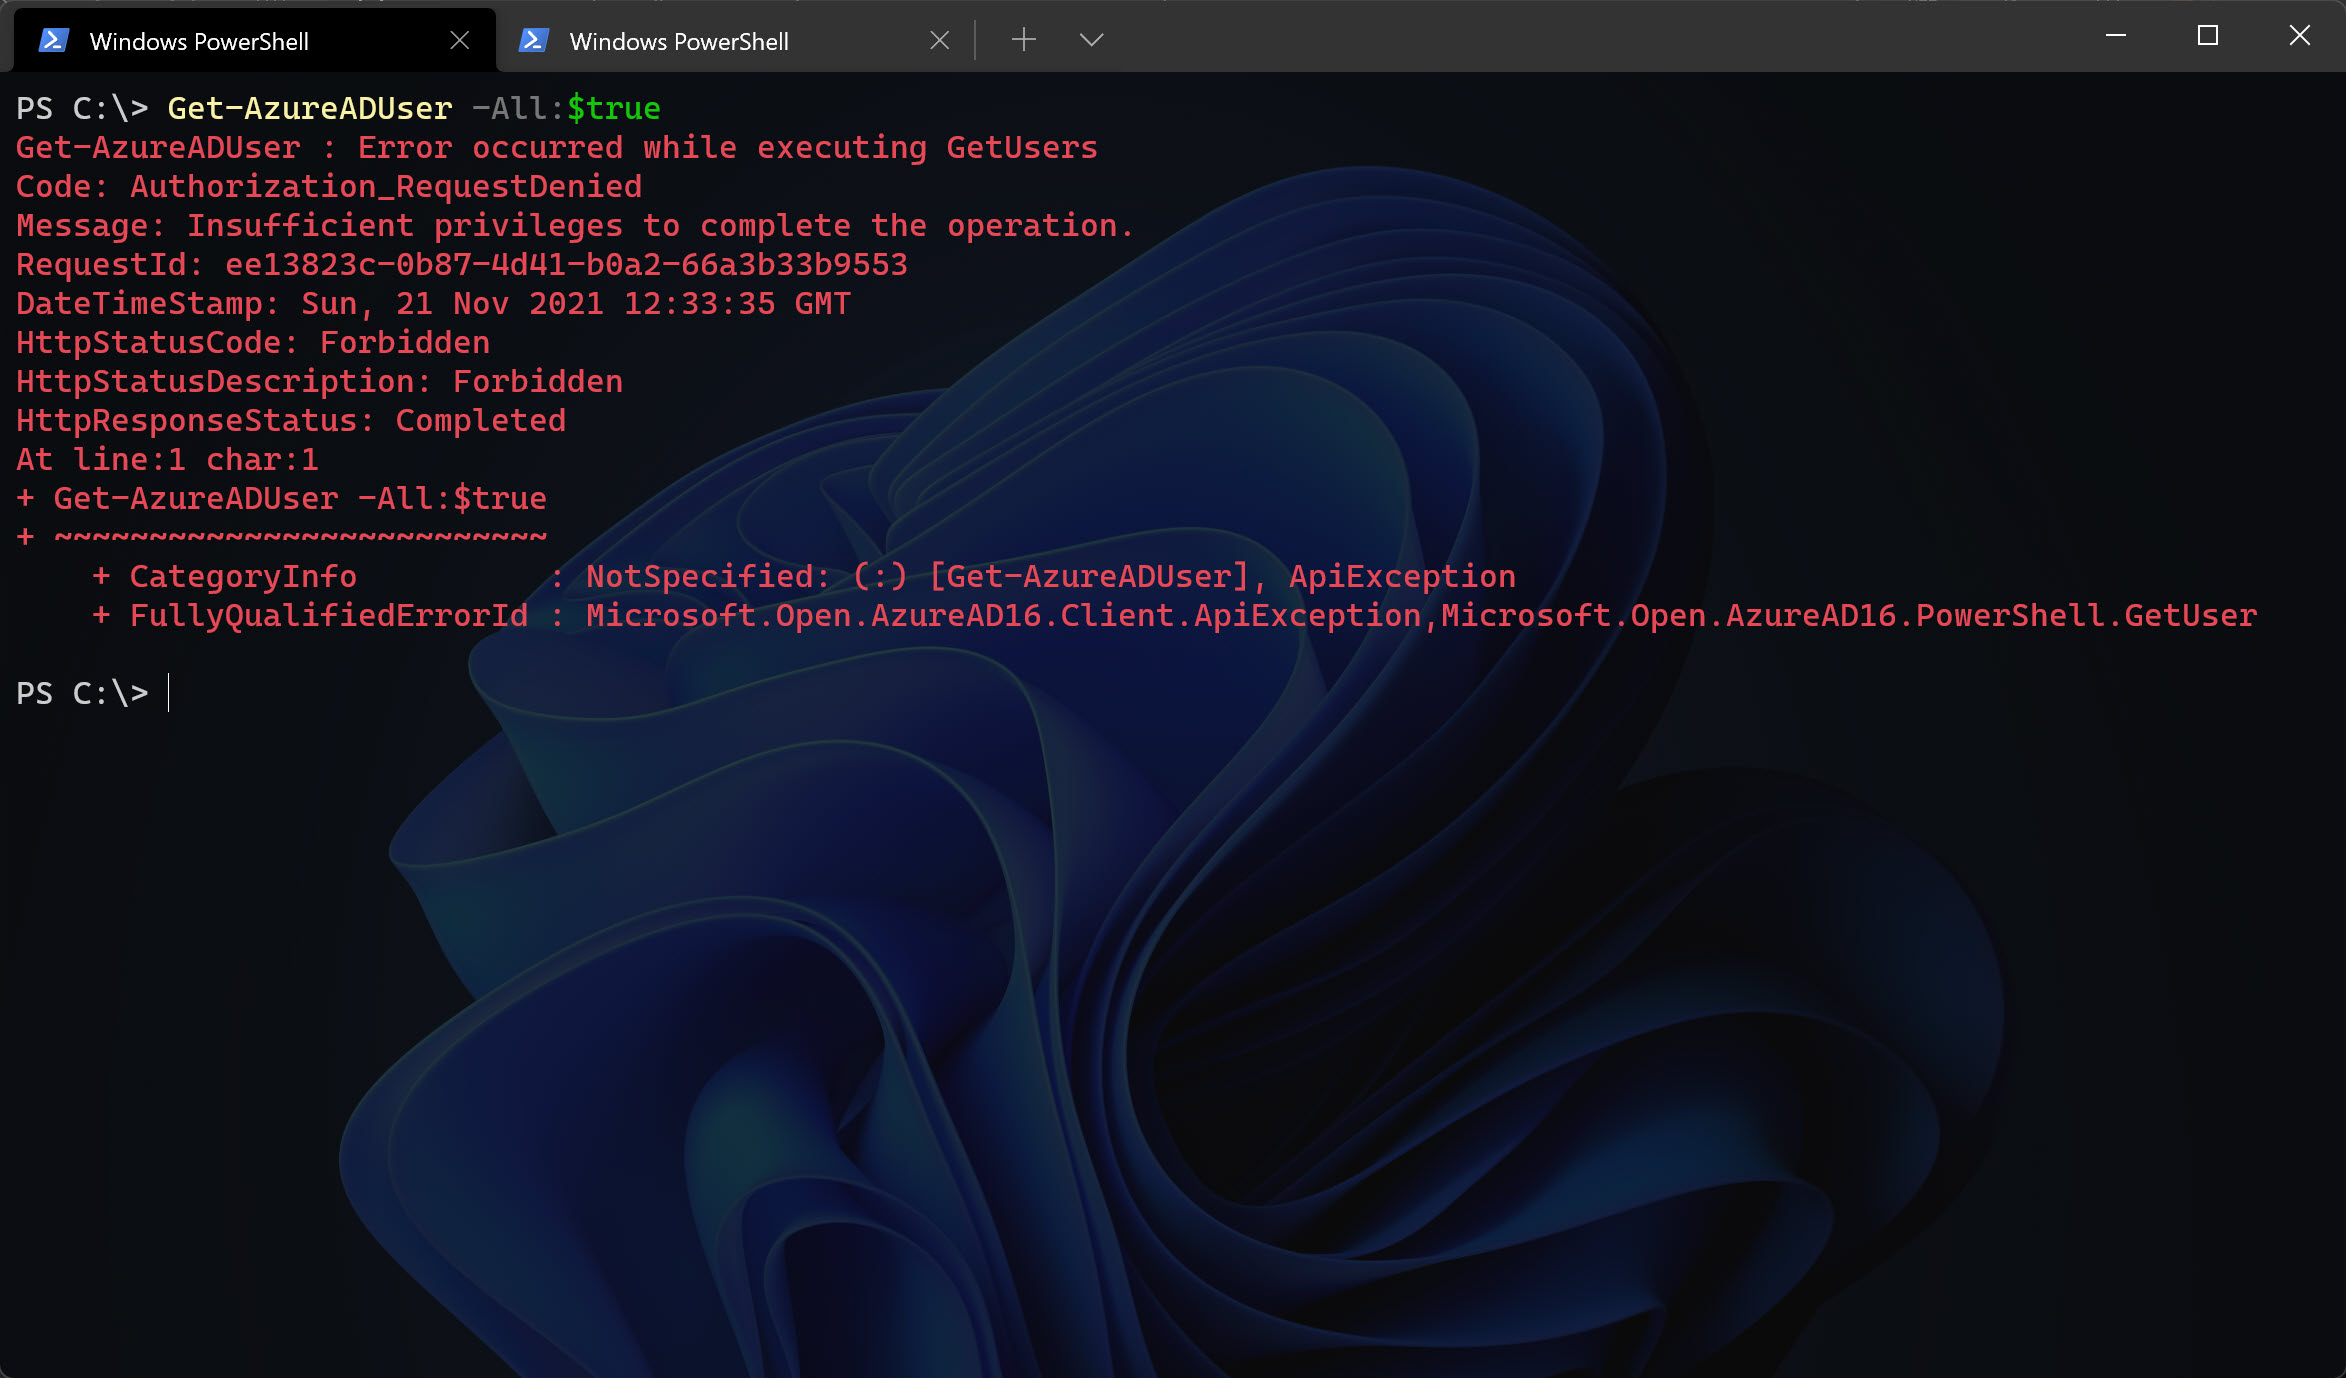 Windows PowerShell
Windows PowerShell
PS C:\> Get-AzureADUser -All:$true
Get-AzureADUser : Error occurred while executing GetUsers
Code: Authorization_RequestDenied
Message: Insufficient privileges to complete the operation.
RequestId: ee13823c-0b87-4d41-b0a2-66a3b33b9553
DateTimeStamp: Sun, 21 Nov 2021 12:33:35 GMT
HttpStatusCode: Forbidden
HttpStatusDescription: Forbidden
HttpResponseStatus: Completed
At line:1 char:1
+ Get-AzureADUser -All:$true
+ ~~~~~~~~~~~~~~~~~~~~~~~~~~
    + CategoryInfo          : NotSpecified: (:) [Get-AzureADUser], ApiException
    + FullyQualifiedErrorId : Microsoft.Open.AzureAD16.Client.ApiException,Microsoft.Open.AzureAD16.PowerShell.GetUser
PS C:\>